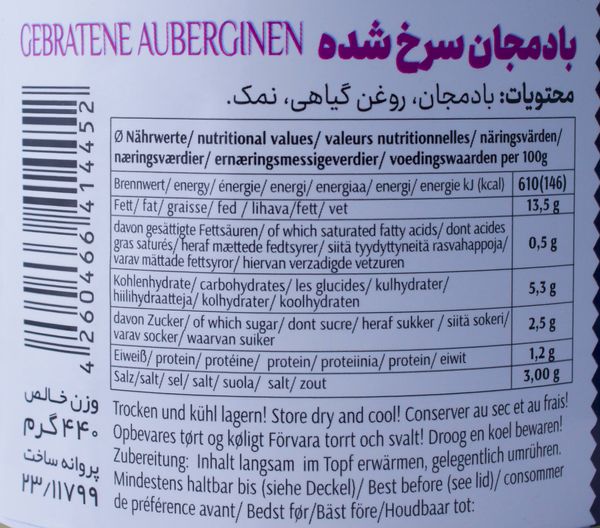 GEBRATENE AUBERGINEN بادمجان سرخ شده
محتویات: بادمجان، روغن گیاهی، نمک.
Ø Nährwerte/ nutritional values/ valeurs nutritionnelles/ näringsvärden/
næringsværdier/ ernæringsmessigeverdier/ voedingswaarden per 100g
Brennwert/ energy/ énergie/ energi/ energiaa/ energi/ energie kJ (kcal) 610(146)
Fett/ fat/ graisse/ fed / lihava/fett/ vet 13,5 g
davon gesättigte Fettsäuren/ of which saturated fatty acids/ dont acides
gras saturés/ heraf mættede fedtsyrer/ siitä tyydyttyneitä rasvahappoja/
varav mättade fettsyror/ hiervan verzadigde vetzuren 0,5 g
Kohlenhydrate/ carbohydrates/ les glucides/ kulhydrater/
hiilihydraatteja/ kolhydrater/ koolhydraten 5,3 g
davon Zucker/ of which sugar/ dont sucre/ heraf sukker / siitä sokeri/
varav socker/ waarvan suiker 2,5 g
Eiweiß/ protein/ protéine/ protein/ proteiinia/ protein/ eiwit 1,2 g
Salz/salt/ sel/ salt/ suola/ salt/ zout 3,00 g
4 260466 414452
وزن خالص
۴۴۰ گرم
پروانه ساخت
۲۳/۱۱۷۹۹
Trocken und kühl lagern! Store dry and cool! Conserver au sec et au frais!
Opbevares tørt og køligt Förvara torrt och svalt! Droog en koel bewaren!
Zubereitung: Inhalt langsam im Topf erwärmen, gelegentlich umrühren.
Mindestens haltbar bis (siehe Deckel)/ Best before (see lid)/ consommer
de préférence avant/ Bedst før/Bäst före/Houdbaar tot: